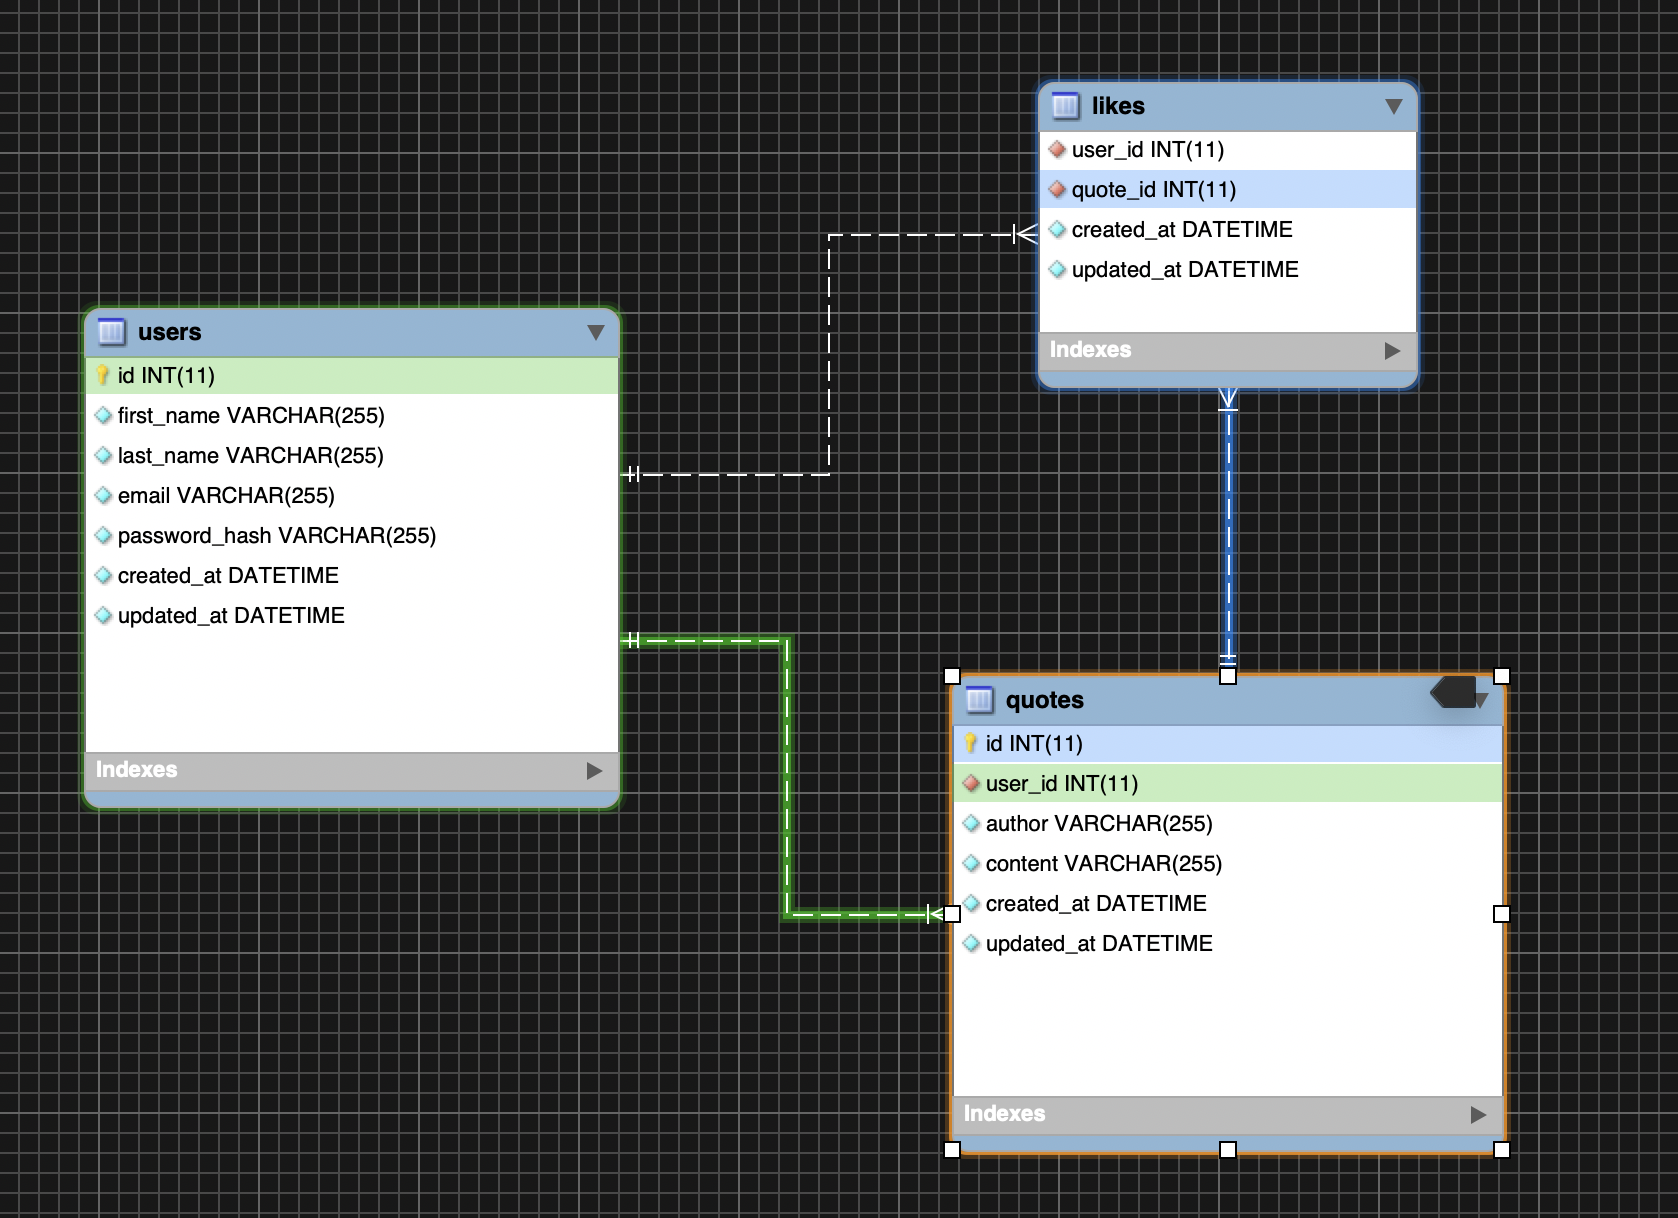 likes
user_id INT(11)
quote_id INT(11)
created_at DATETIME
updated_at DATETIME
Indexes
users
id INT(11)
first_name VARCHAR(255)
last_name VARCHAR(255)
email VARCHAR(255)
password_hash VARCHAR(255)
created_at DATETIME
updated_at DATETIME
Indexes
quotes
id INT(11)
user_id INT(11)
author VARCHAR(255)
content VARCHAR(255)
created_at DATETIME
updated_at DATETIME
Indexes